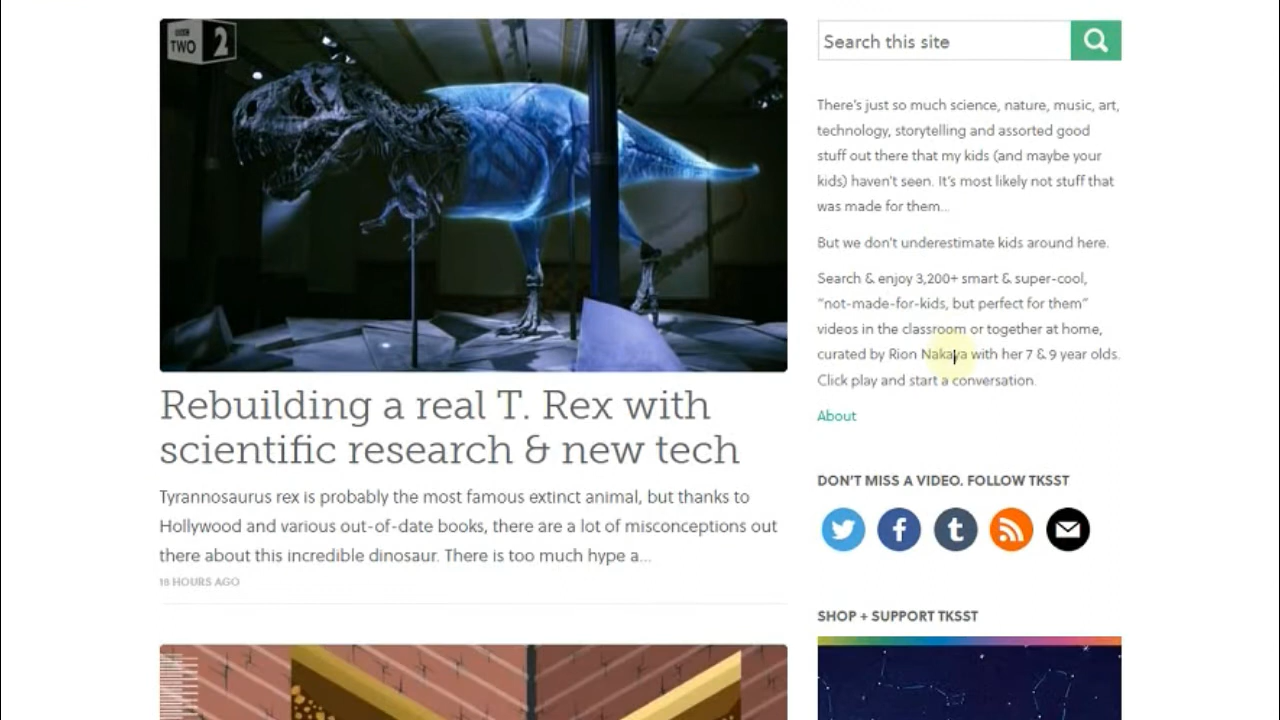 BBC
TWO 2
Rebuilding a real T. Rex with
scientific research & new tech
Tyrannosaurus rex is probably the most famous extinct animal, but thanks to
Hollywood and various out-of-date books, there are a lot of misconceptions out
there about this incredible dinosaur. There is too much hype a...
18 HOURS AGO
Search this site
There's just so much science, nature, music, art,
technology, storytelling and assorted good
stuff out there that my kids (and maybe your
kids) haven't seen. It's most likely not stuff that
was made for them...
But we don't underestimate kids around here.
Search & enjoy 3,200+ smart & super-cool,
“not-made-for-kids, but perfect for them”
videos in the classroom or together at home,
curated by Rion Nakaya with her 7 & 9 year olds.
Click play and start a conversation.
About
DON'T MISS A VIDEO. FOLLOW TKSST
SHOP + SUPPORT TKSST